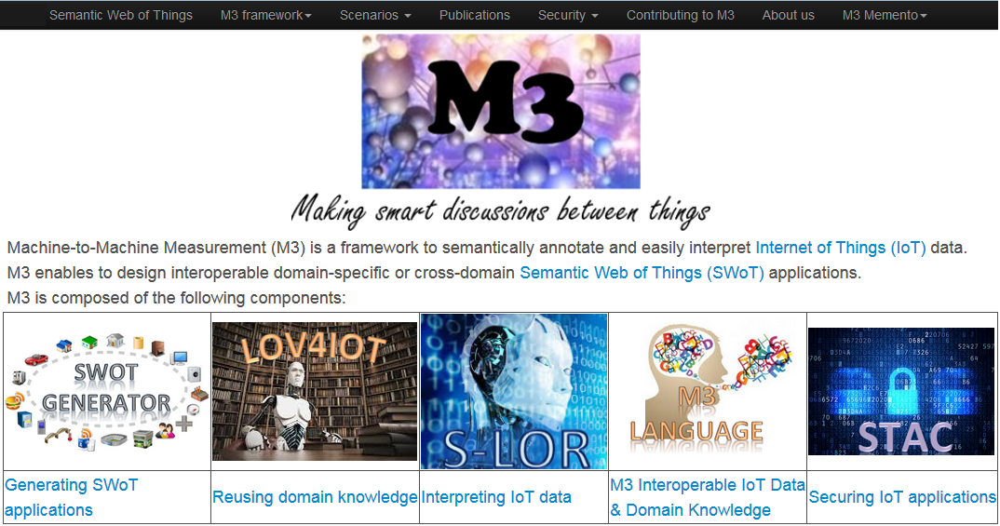 Semantic Web of Things M3 framework Scenarios Publications Security Contributing to M3 About us M3 Memento
M3
Making smart discussions between things
Machine-to-Machine Measurement (M3) is a framework to semantically annotate and easily interpret Internet of Things (IoT) data.
M3 enables to design interoperable domain-specific or cross-domain Semantic Web of Things (SWoT) applications.
M3 is composed of the following components:
SWOT
GENERATOR
LOV4IOT
S-LOR
M3
LANGUAGE
STAC
Generating SWoT
applications
Reusing domain knowledge
Interpreting IoT data
M3 Interoperable IoT Data
& Domain Knowledge
Securing IoT applications